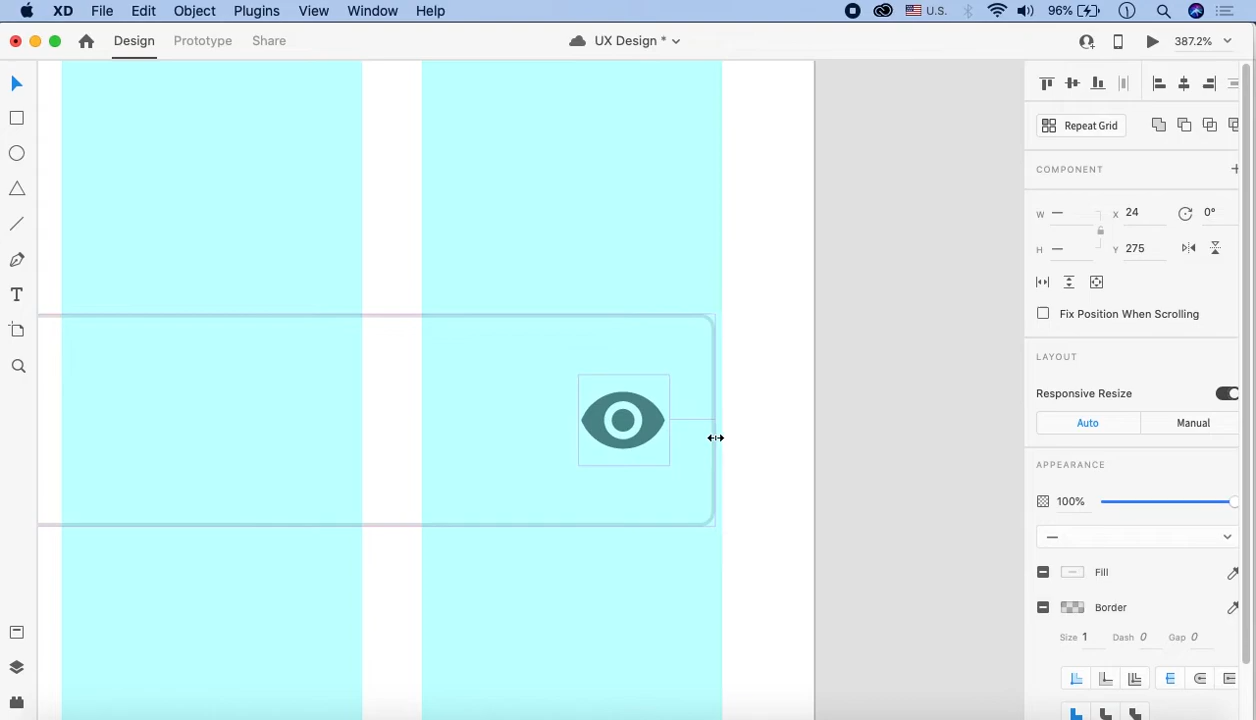 XD File Edit Object Plugins View Window Help U.S. 96%
Design Prototype Share UX Design * 387.2%
Repeat Grid
COMPONENT
W — X 24 0°
H — Y 275
Fix Position When Scrolling
LAYOUT
Responsive Resize
Auto Manual
APPEARANCE
100%
—
Fill
Border
Size 1 Dash 0 Gap 0